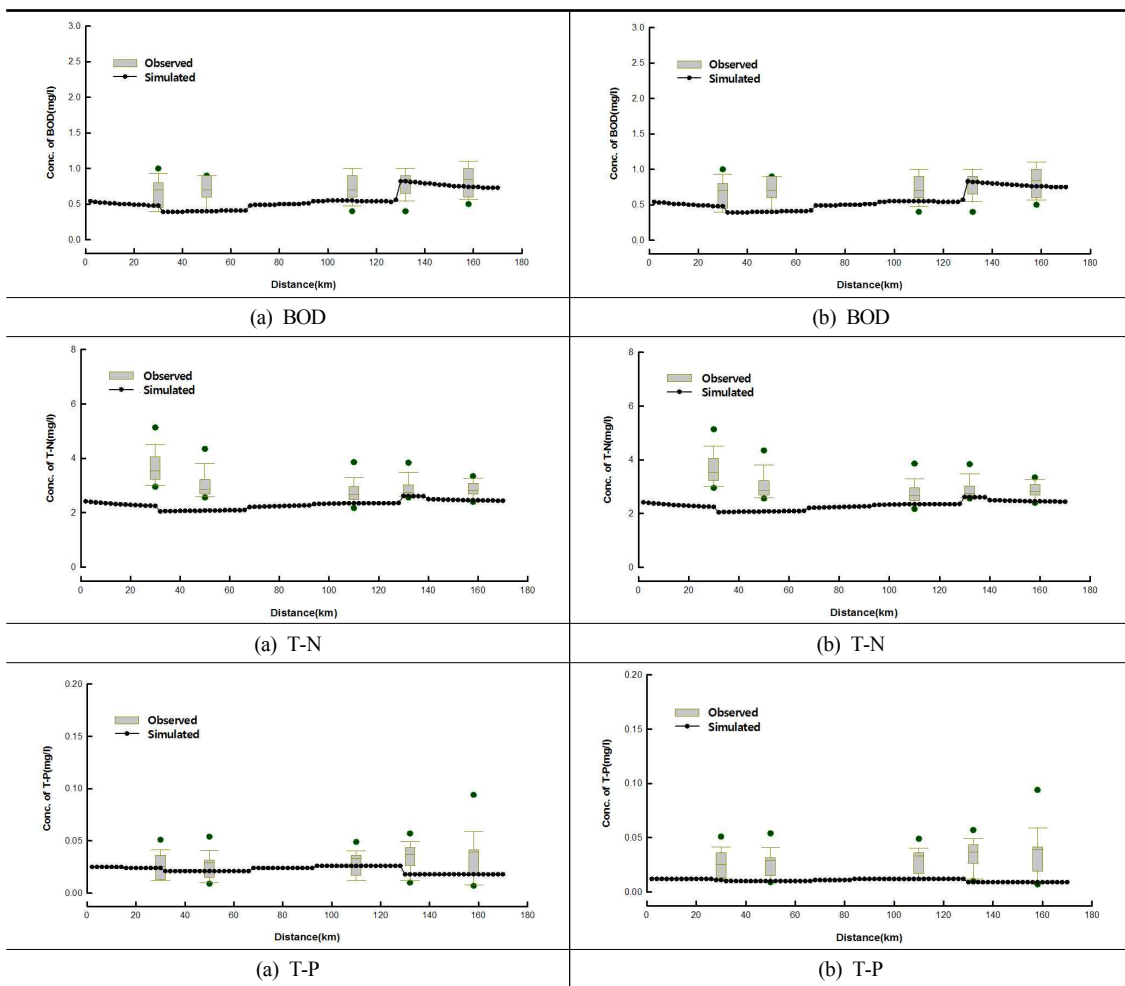 3.0
2.5
2.0
1.5
1.0
0.5
0.0
Conc. of BOD(mg/l)
Observed
Simulated
0 20 40 60 80 100 120 140 160 180
Distance(km)
3.0
2.5
2.0
1.5
1.0
0.5
0.0
Conc. of BOD(mg/l)
Observed
Simulated
0 20 40 60 80 100 120 140 160 180
Distance(km)
(a) BOD
(b) BOD
8
6
4
2
0
Conc. of T-N(mg/l)
Observed
Simulated
0 20 40 60 80 100 120 140 160 180
Distance(km)
8
6
4
2
0
Conc. of T-N(mg/l)
Observed
Simulated
0 20 40 60 80 100 120 140 160 180
Distance(km)
(a) T-N
(b) T-N
0.20
0.15
0.10
0.05
0.00
Conc. of T-P(mg/l)
Observed
Simulated
0 20 40 60 80 100 120 140 160 180
Distance(km)
0.20
0.15
0.10
0.05
0.00
Conc. of T-P(mg/l)
Observed
Simulated
0 20 40 60 80 100 120 140 160 180
Distance(km)
(a) T-P
(b) T-P